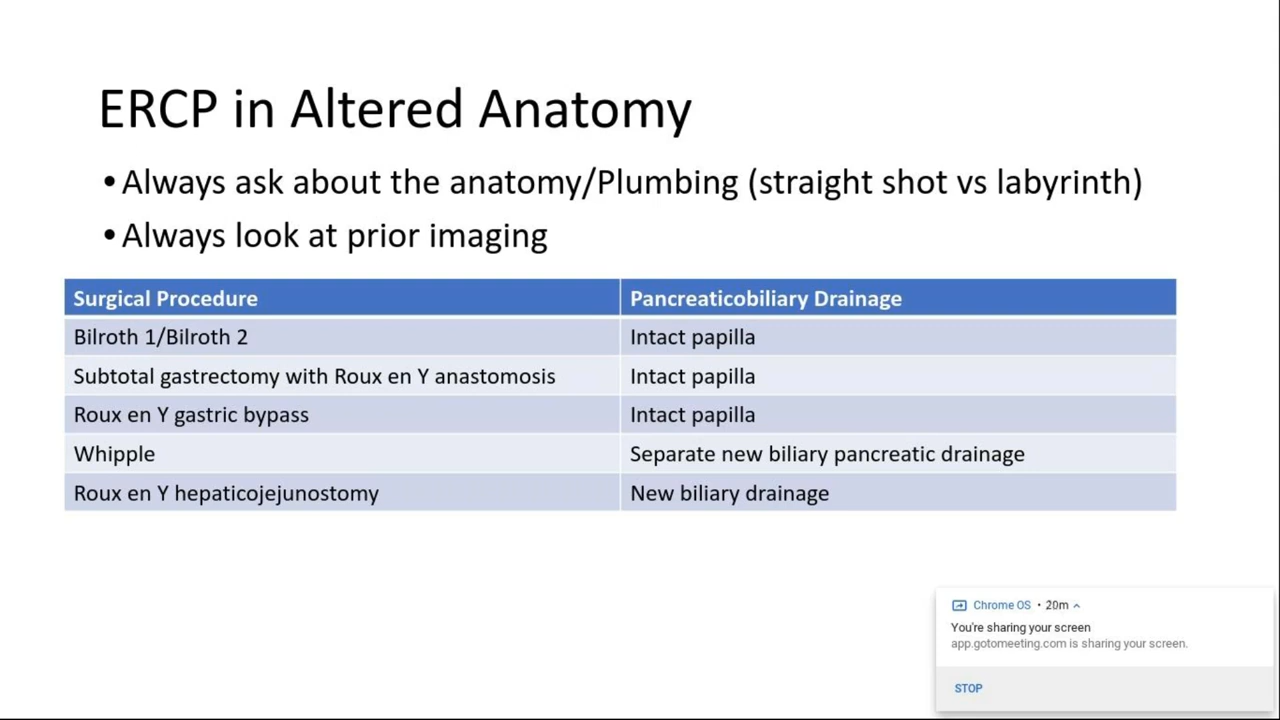 ERCP in Altered Anatomy
•Always ask about the anatomy/Plumbing (straight shot vs labyrinth)
•Always look at prior imaging
Surgical Procedure Pancreaticobiliary Drainage
Bilroth 1/Bilroth 2 Intact papilla
Subtotal gastrectomy with Roux en Y anastomosis Intact papilla
Roux en Y gastric bypass Intact papilla
Whipple Separate new biliary pancreatic drainage
Roux en Y hepaticojejunostomy New biliary drainage
Chrome OS • 20m
You're sharing your screen
app.gotomeeting.com is sharing your screen.
STOP